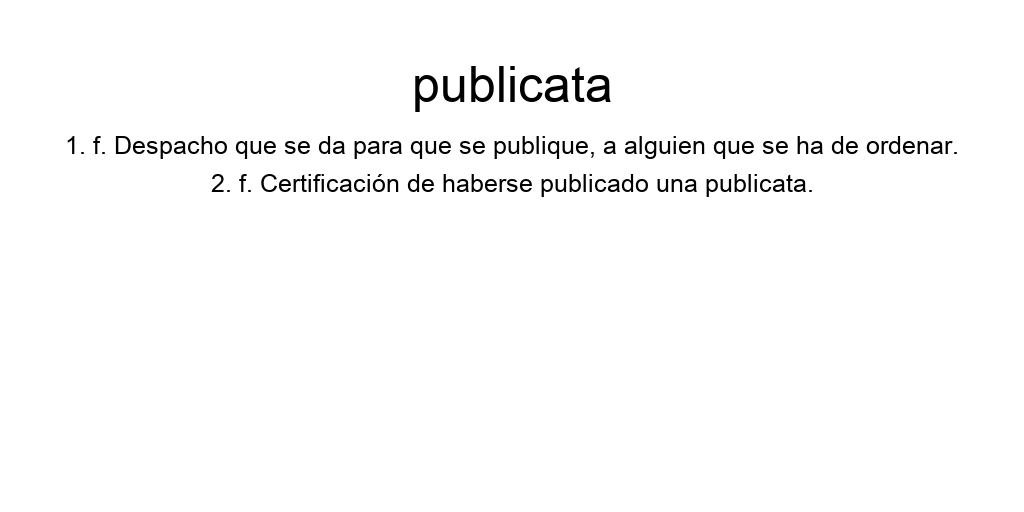 publicata
1. f. Despacho que se da para que se publique, a alguien que se ha de ordenar.
2. f. Certificación de haberse publicado una publicata.